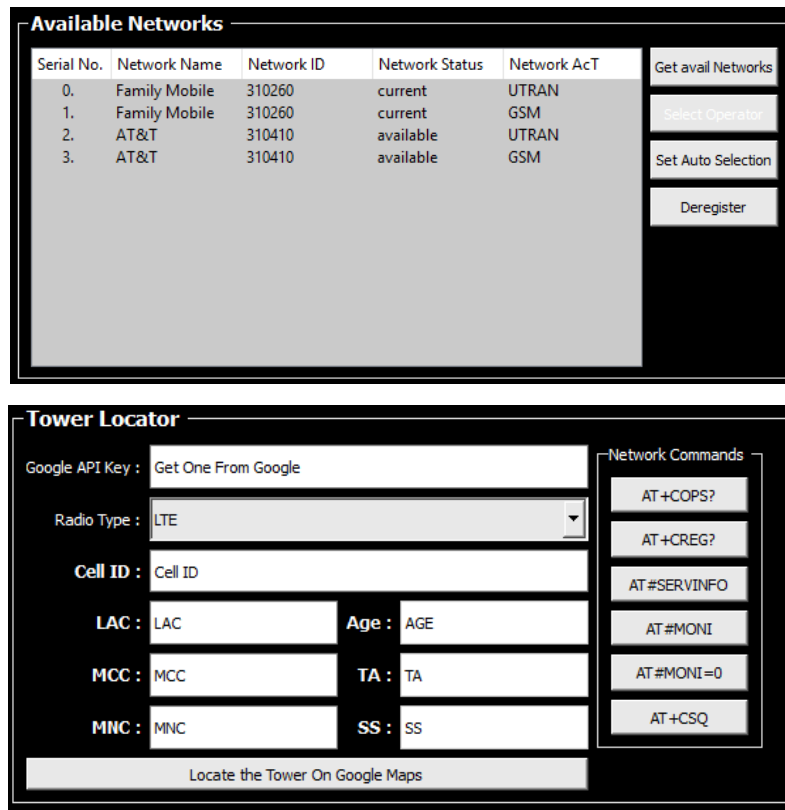 Available Networks
Serial No. Network Name Network ID Network Status Network AcT
0. Family Mobile 310260 current UTRAN
1. Family Mobile 310260 current GSM
2. AT&T 310410 available UTRAN
3. AT&T 310410 available GSM
Get avail Networks
Select Operator
Set Auto Selection
Deregister
Tower Locator
Google API Key : Get One From Google
Radio Type : LTE
Cell ID : Cell ID
LAC : LAC Age : AGE
MCC : MCC TA : TA
MNC : MNC SS : SS
Locate the Tower On Google Maps
Network Commands
AT+COPS?
AT+CREG?
AT#SERVINFO
AT#MONI
AT#MONI=0
AT+CSQ